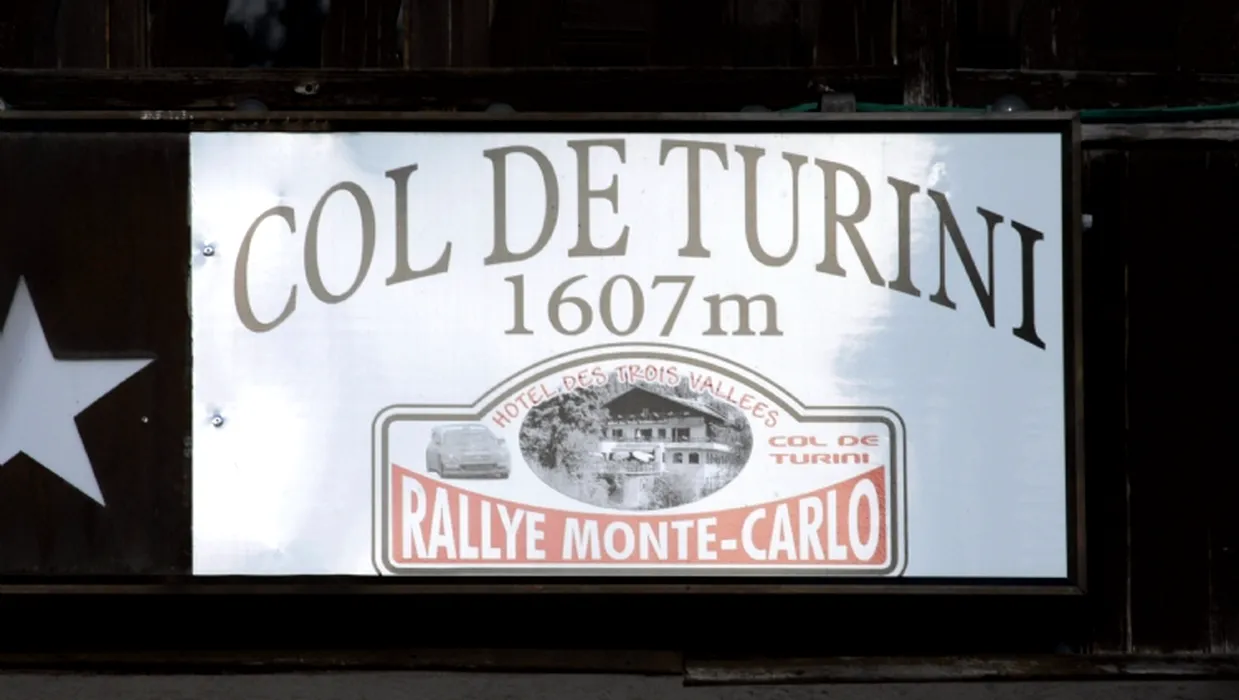 COL DE TURINI
1607m
HOTEL DES TROIS VALLEES
COL DE
TURINI
RALLYE MONTE-CARLO